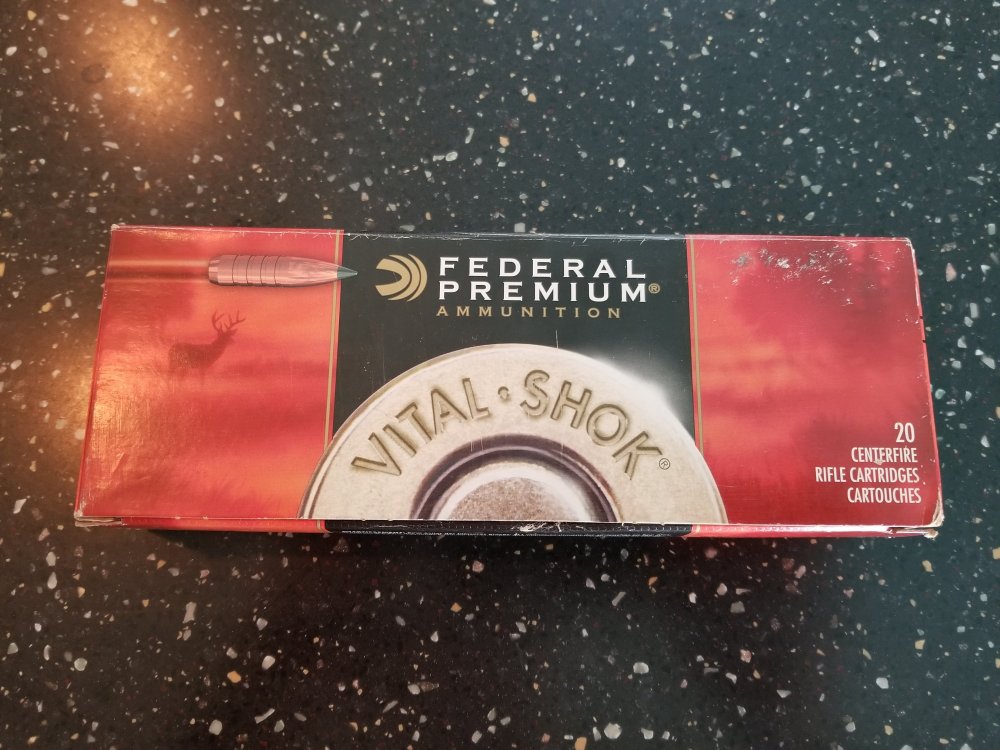 FEDERAL
PREMIUM®
AMMUNITION
VITAL·SHOK®
20
CENTERFIRE
RIFLE CARTRIDGES
CARTOUCHES